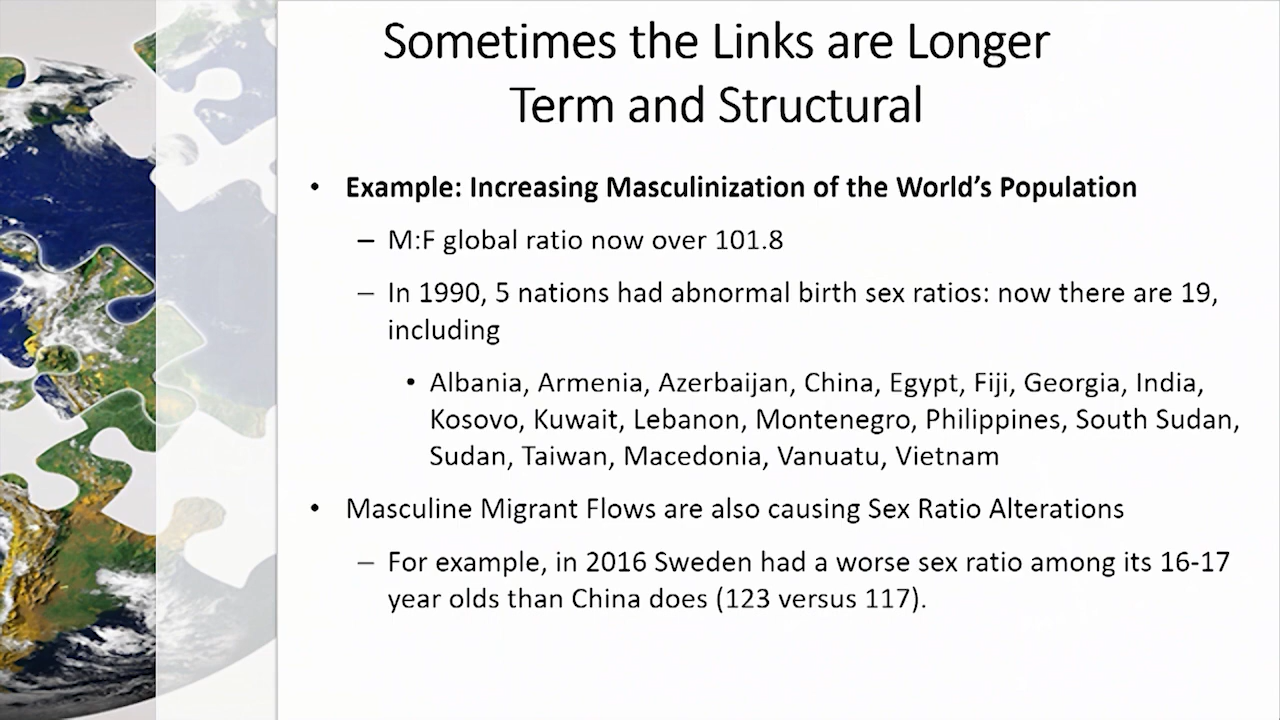 Sometimes the Links are Longer
Term and Structural
• Example: Increasing Masculinization of the World's Population
– M:F global ratio now over 101.8
– In 1990, 5 nations had abnormal birth sex ratios: now there are 19,
including
• Albania, Armenia, Azerbaijan, China, Egypt, Fiji, Georgia, India,
Kosovo, Kuwait, Lebanon, Montenegro, Philippines, South Sudan,
Sudan, Taiwan, Macedonia, Vanuatu, Vietnam
• Masculine Migrant Flows are also causing Sex Ratio Alterations
– For example, in 2016 Sweden had a worse sex ratio among its 16-17
year olds than China does (123 versus 117).